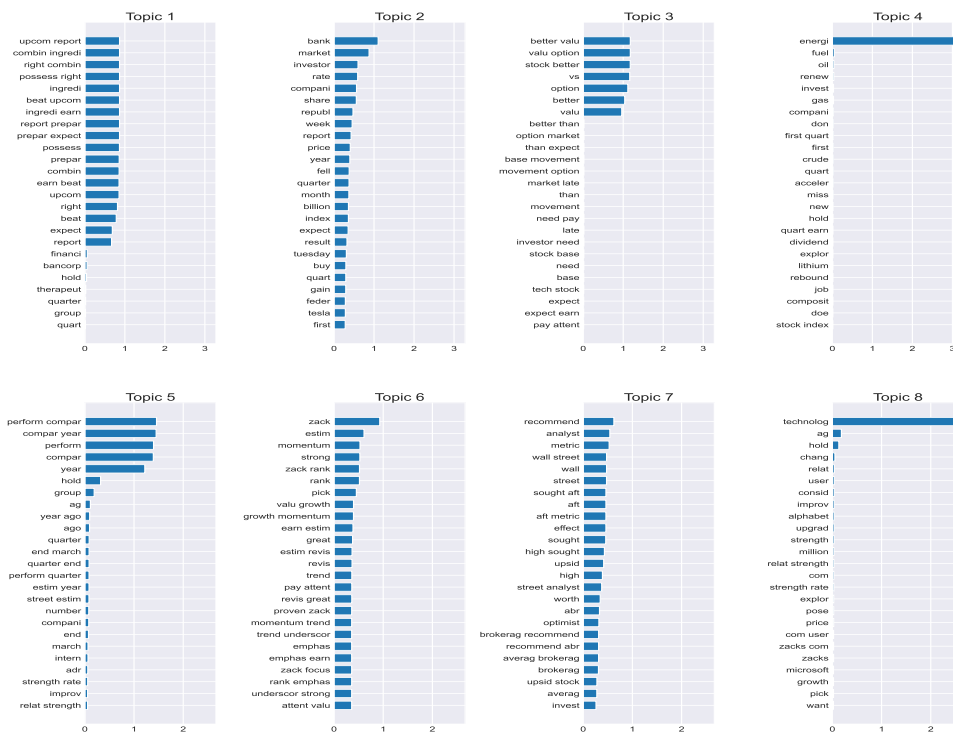 Topic 1
upcom report
combin ingredi
right combin
possess right
ingredi
beat upcom
ingredi earn
report prepar
prepar expect
possess
prepar
combin
earn beat
upcom
right
beat
expect
report
financi
bancorp
hold
therapeut
quarter
group
quart
0 1 2 3
Topic 2
bank
market
investor
rate
compani
share
republ
week
report
price
year
fell
quarter
month
billion
index
expect
result
tuesday
buy
quart
gain
feder
tesla
first
0 1 2 3
Topic 3
better valu
valu option
stock better
vs
option
better
valu
better than
option market
than expect
base movement
movement option
market late
than
movement
need pay
late
investor need
stock base
need
base
tech stock
expect
expect earn
pay attent
0 1 2 3
Topic 4
energi
fuel
oil
renew
invest
gas
compani
don
first quart
first
crude
quart
acceler
miss
new
hold
quart earn
dividend
explor
lithium
rebound
job
composit
doe
stock index
0 1 2 3
Topic 5
perform compar
compar year
perform
compar
year
hold
group
ag
year ago
ago
quarter
end march
quarter end
perform quarter
estim year
street estim
number
compani
end
march
intern
adr
strength rate
improv
relat strength
0 1 2
Topic 6
zack
estim
momentum
strong
zack rank
rank
pick
valu growth
growth momentum
earn estim
great
estim revis
revis
trend
pay attent
revis great
proven zack
momentum trend
trend underscor
emphas
emphas earn
zack focus
rank emphas
underscor strong
attent valu
0 1 2
Topic 7
recommend
analyst
metric
wall street
wall
street
sought aft
aft
aft metric
effect
sought
high sought
upsid
high
street analyst
worth
abr
optimist
brokerag recommend
recommend abr
averag brokerag
brokerag
upsid stock
averag
invest
0 1 2
Topic 8
technolog
ag
hold
chang
relat
user
consid
improv
alphabet
upgrad
strength
million
relat strength
com
strength rate
explor
pose
price
com user
zacks com
zacks
microsoft
growth
pick
want
0 1 2